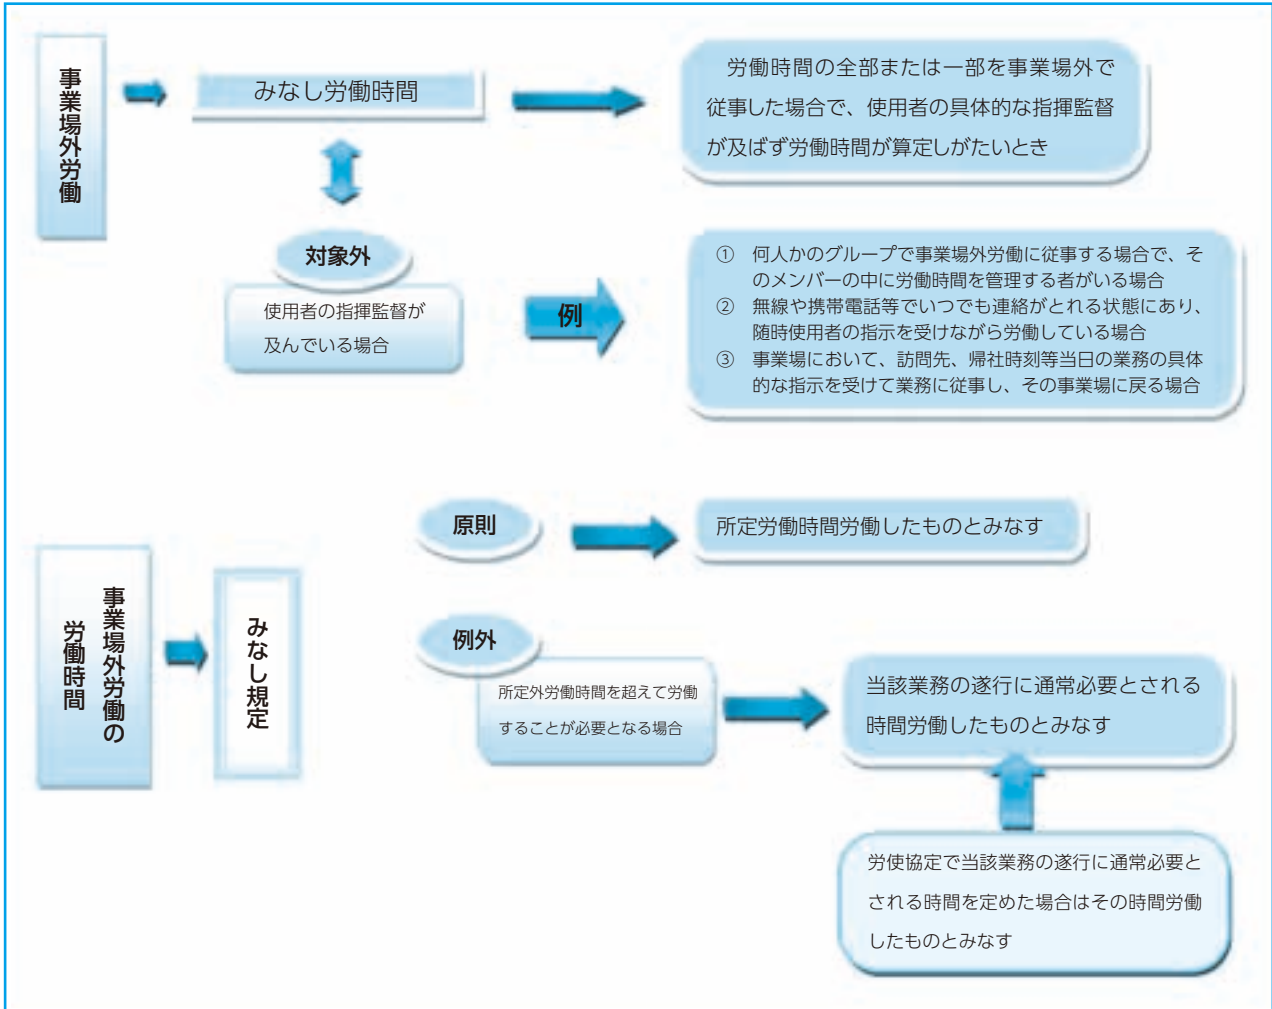 事業場外労働
みなし労働時間
労働時間の全部または一部を事業場外で
従事した場合で、使用者の具体的な指揮監督
が及ばず労働時間が算定しがたいとき
対象外
使用者の指揮監督が
及んでいる場合
例
① 何人かのグループで事業場外労働に従事する場合で、そ
のメンバーの中に労働時間を管理する者がいる場合
② 無線や携帯電話等でいつでも連絡がとれる状態にあり、
随時使用者の指示を受けながら労働している場合
③ 事業場において、訪問先、帰社時刻等当日の業務の具体
的な指示を受けて業務に従事し、その事業場に戻る場合
事業場外労働の
労働時間
みなし規定
原則
所定労働時間労働したものとみなす
例外
所定外労働時間を超えて労働
することが必要となる場合
当該業務の遂行に通常必要とされる
時間労働したものとみなす
労使協定で当該業務の遂行に通常必要と
される時間を定めた場合はその時間労働
したものとみなす